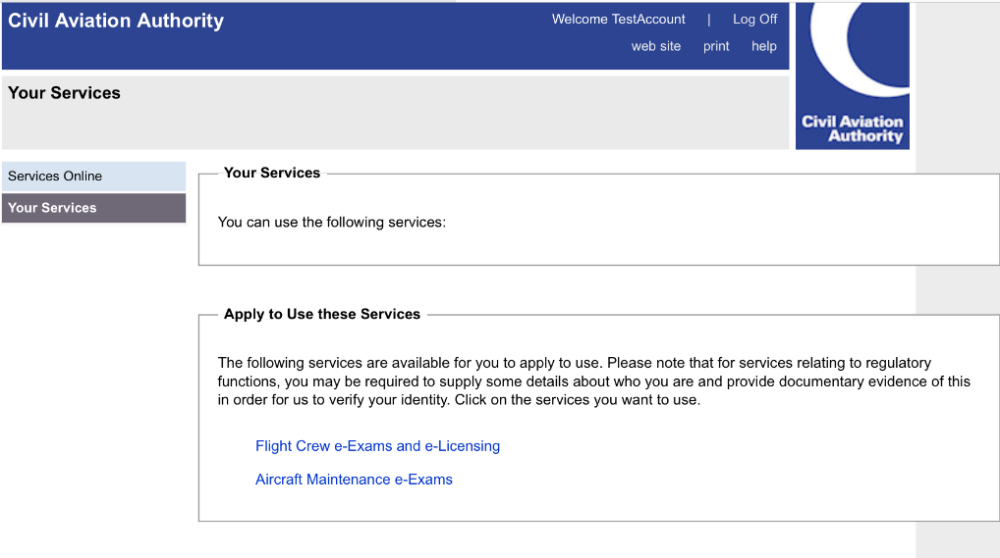 Civil Aviation Authority
Welcome TestAccount | Log Off
web site print help
Civil Aviation
Authority
Your Services
Services Online
Your Services
Your Services
You can use the following services:
Apply to Use these Services
The following services are available for you to apply to use. Please note that for services relating to regulatory
functions, you may be required to supply some details about who you are and provide documentary evidence of this
in order for us to verify your identity. Click on the services you want to use.
Flight Crew e-Exams and e-Licensing
Aircraft Maintenance e-Exams